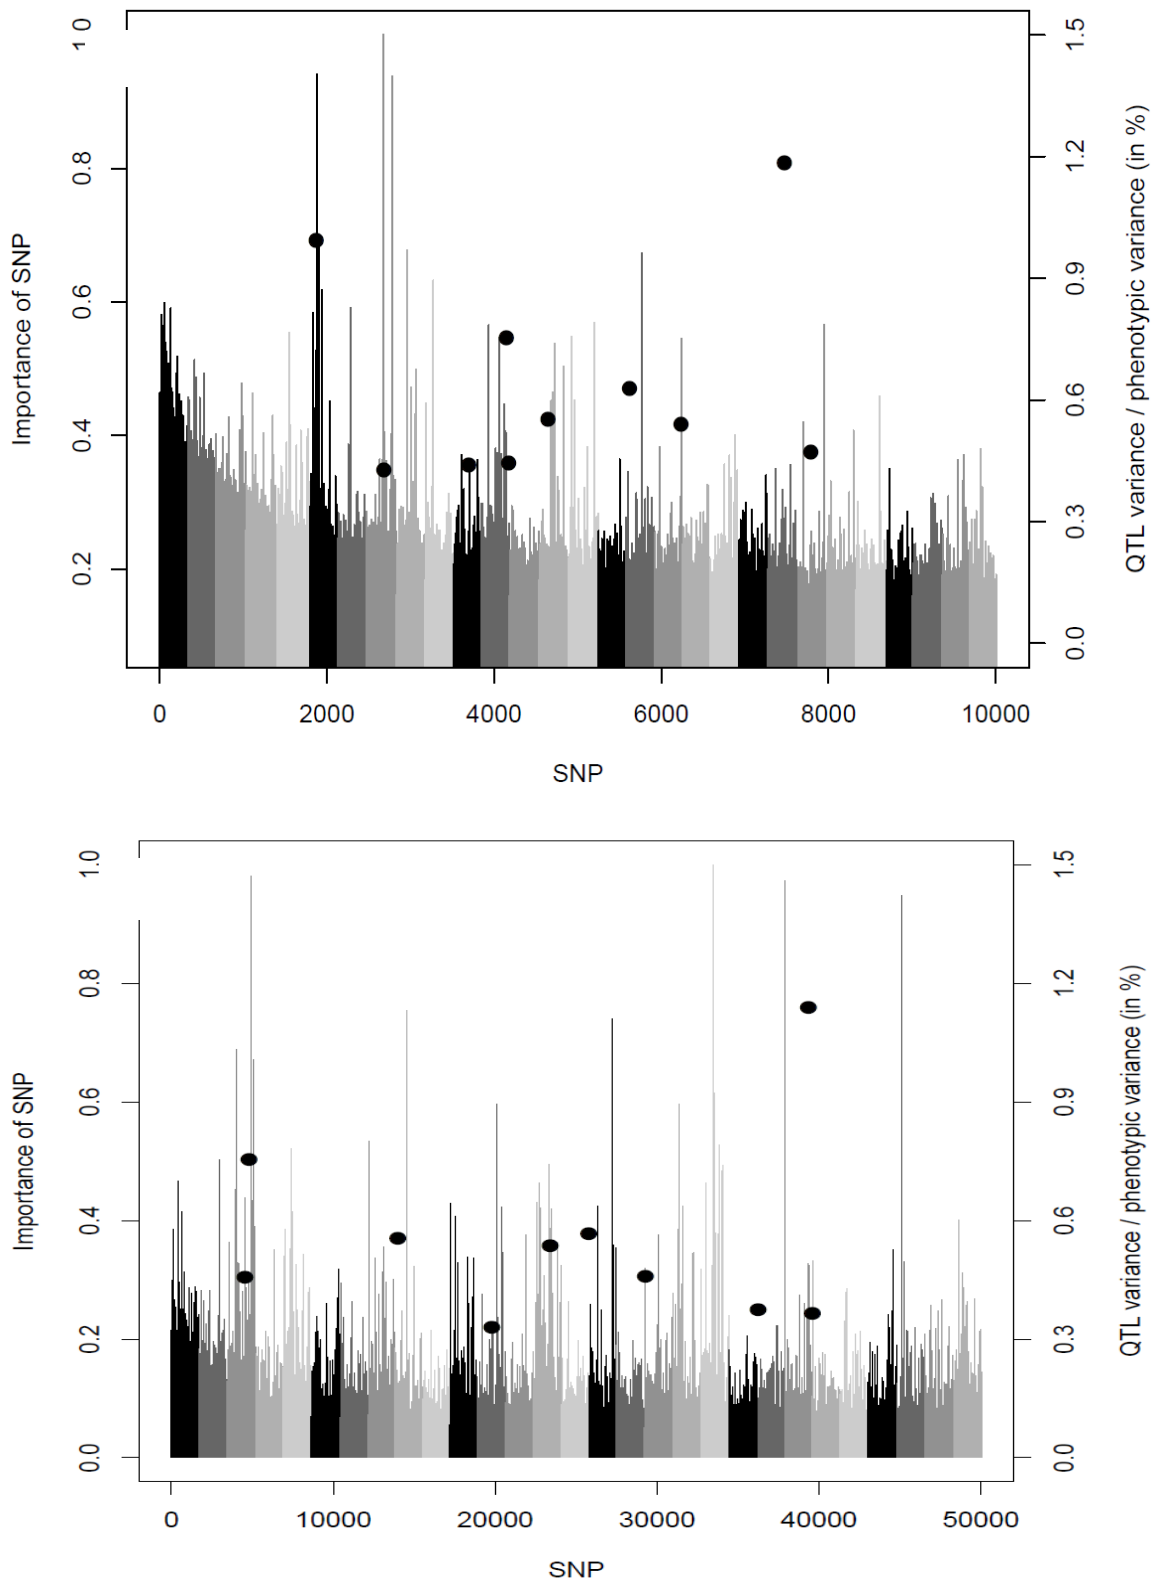 1 0
0.8
0.6
0.4
0.2
Importance of SNP
1.5
1.2
0.9
0.6
0.3
0.0
QTL variance / phenotypic variance (in %)
0 2000 4000 6000 8000 10000
SNP
1.0
0.8
0.6
0.4
0.2
0.0
Importance of SNP
1.5
1.2
0.9
0.6
0.3
0.0
QTL variance / phenotypic variance (in %)
0 10000 20000 30000 40000 50000
SNP